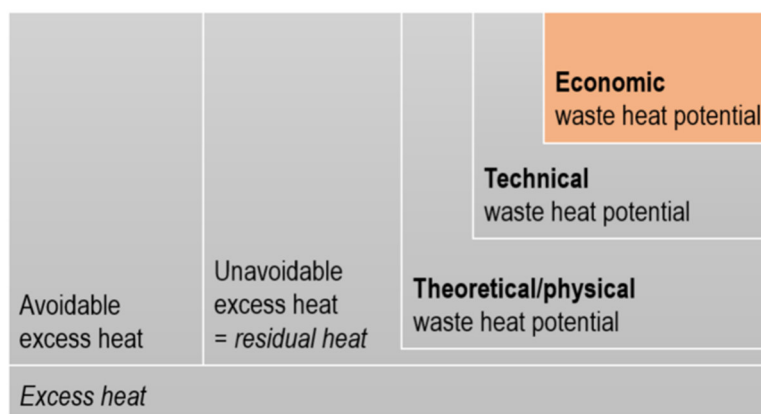 Economic
waste heat potential
Technical
waste heat potential
Unavoidable
excess heat
= residual heat
Theoretical/physical
waste heat potential
Avoidable
excess heat
Excess heat